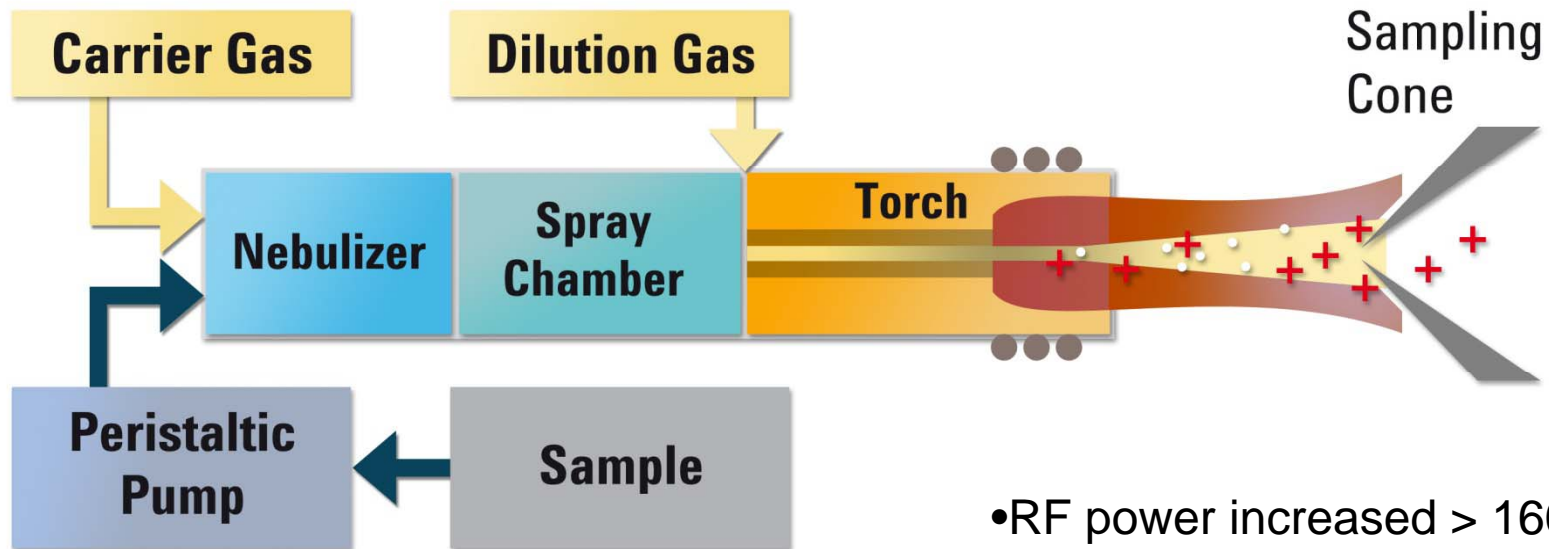 Carrier Gas
Dilution Gas
Sampling
Cone
Nebulizer
Spray
Chamber
Torch
Peristaltic
Pump
Sample
•RF power increased >